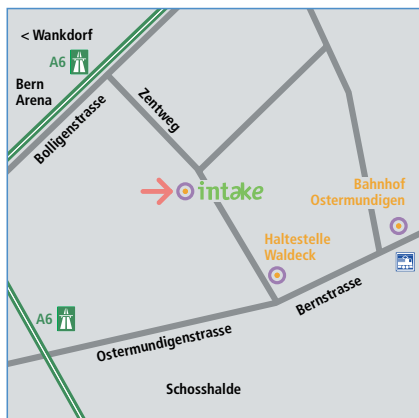 < Wankdorf
A6
Bern
Arena
Bolligenstrasse
Zentweg
intake
Bahnhof
Ostermundigen
Haltestelle
Waldeck
Bernstrasse
A6
Ostermundigenstrasse
Schosshalde